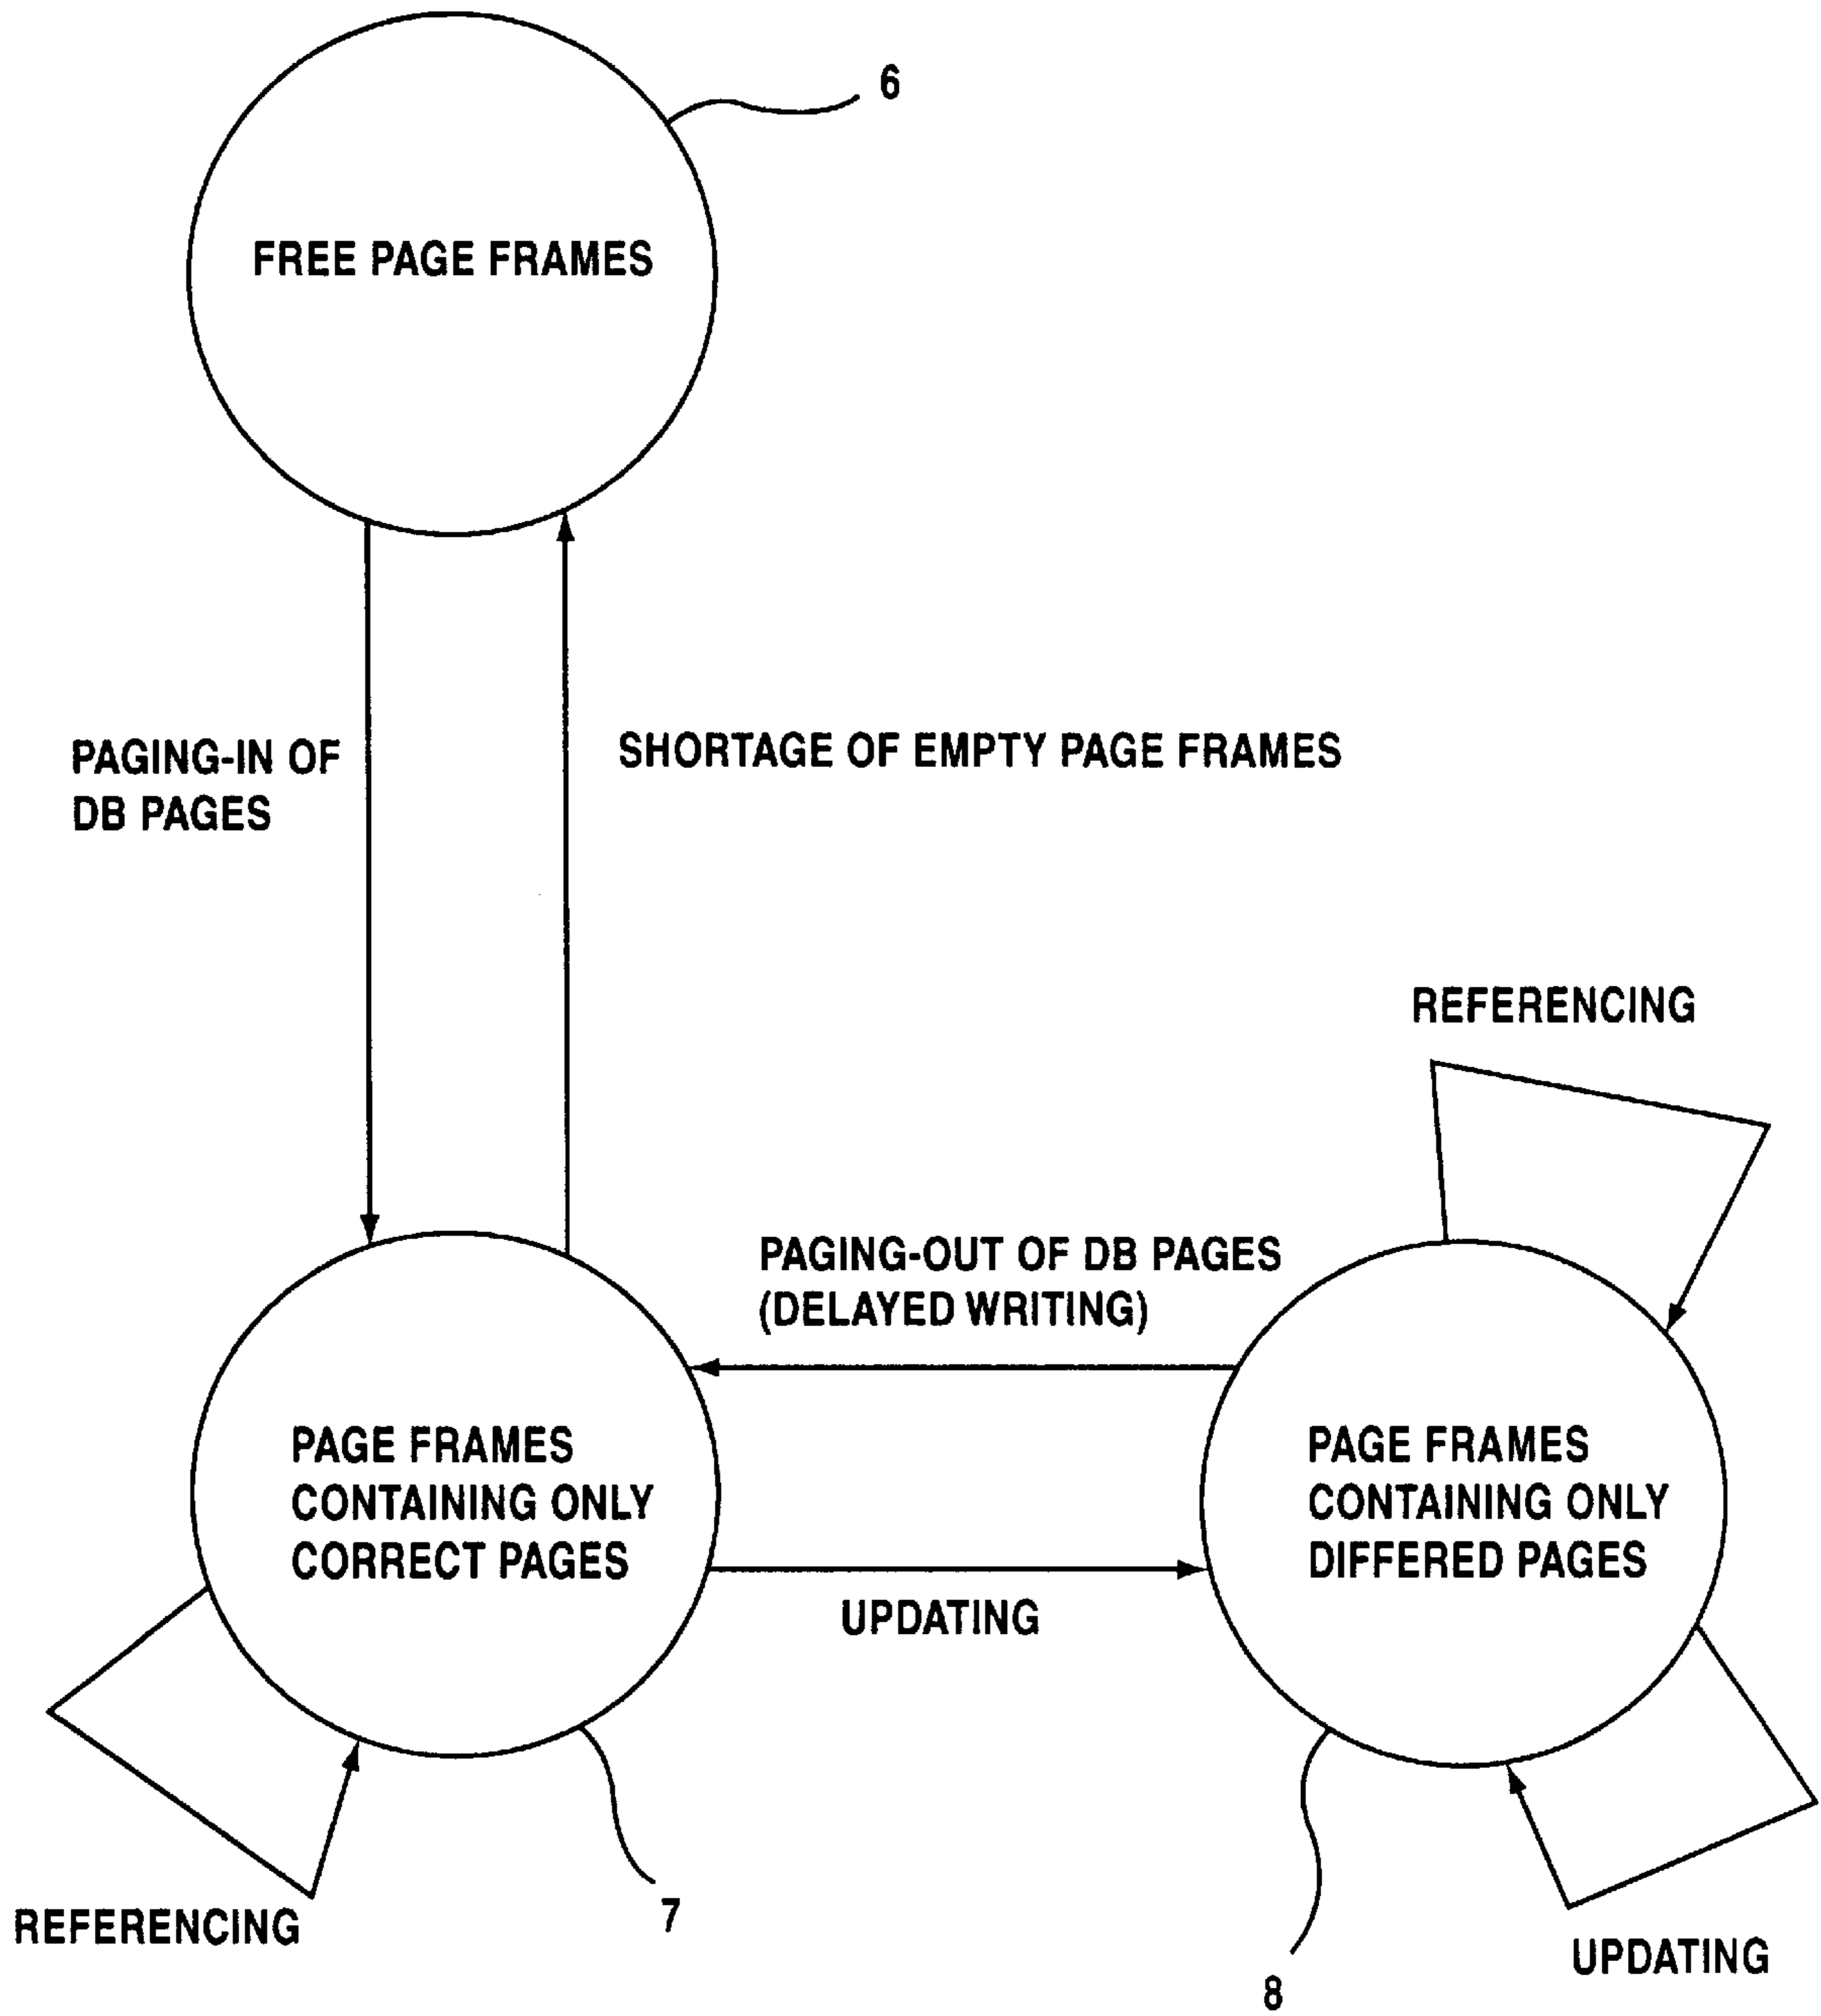 6
FREE PAGE FRAMES
PAGING-IN OF
DB PAGES
SHORTAGE OF EMPTY PAGE FRAMES
REFERENCING
PAGING-OUT OF DB PAGES
(DELAYED WRITING)
PAGE FRAMES
CONTAINING ONLY
CORRECT PAGES
PAGE FRAMES
CONTAINING ONLY
DIFFERED PAGES
UPDATING
REFERENCING
7
8
UPDATING